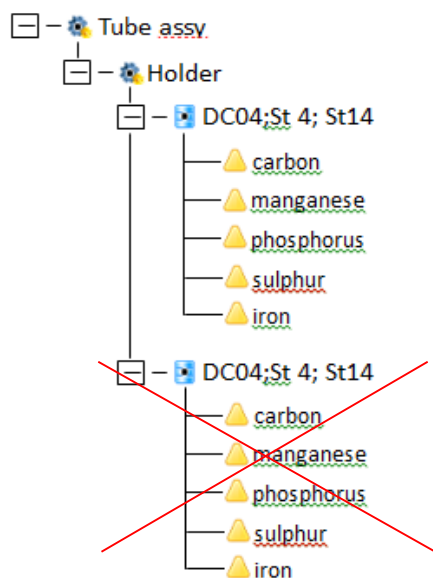 Tube assy
Holder
DC04;St 4; St14
carbon
manganese
phosphorus
sulphur
iron
DC04;St 4; St14
carbon
manganese
phosphorus
sulphur
iron